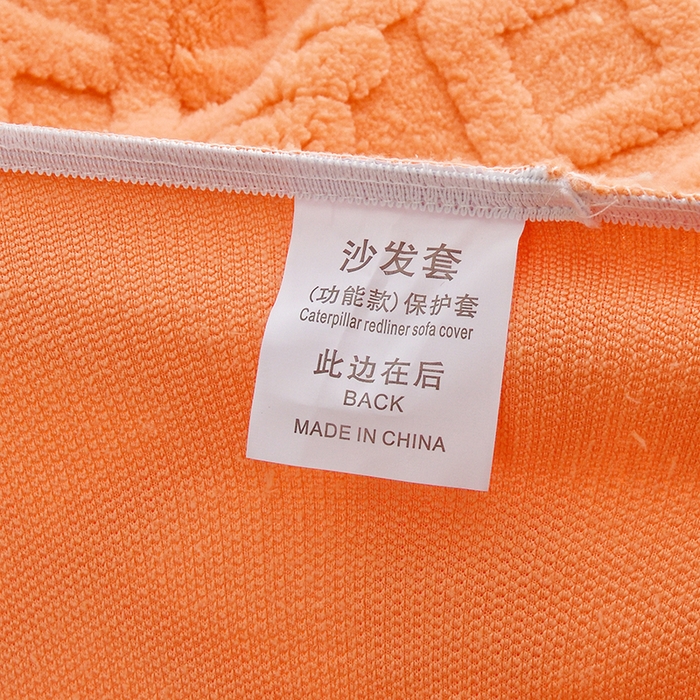 沙发套
(功能款)保护套
Caterpillar redliner sofa cover
此边在后
BACK
MADE IN CHINA